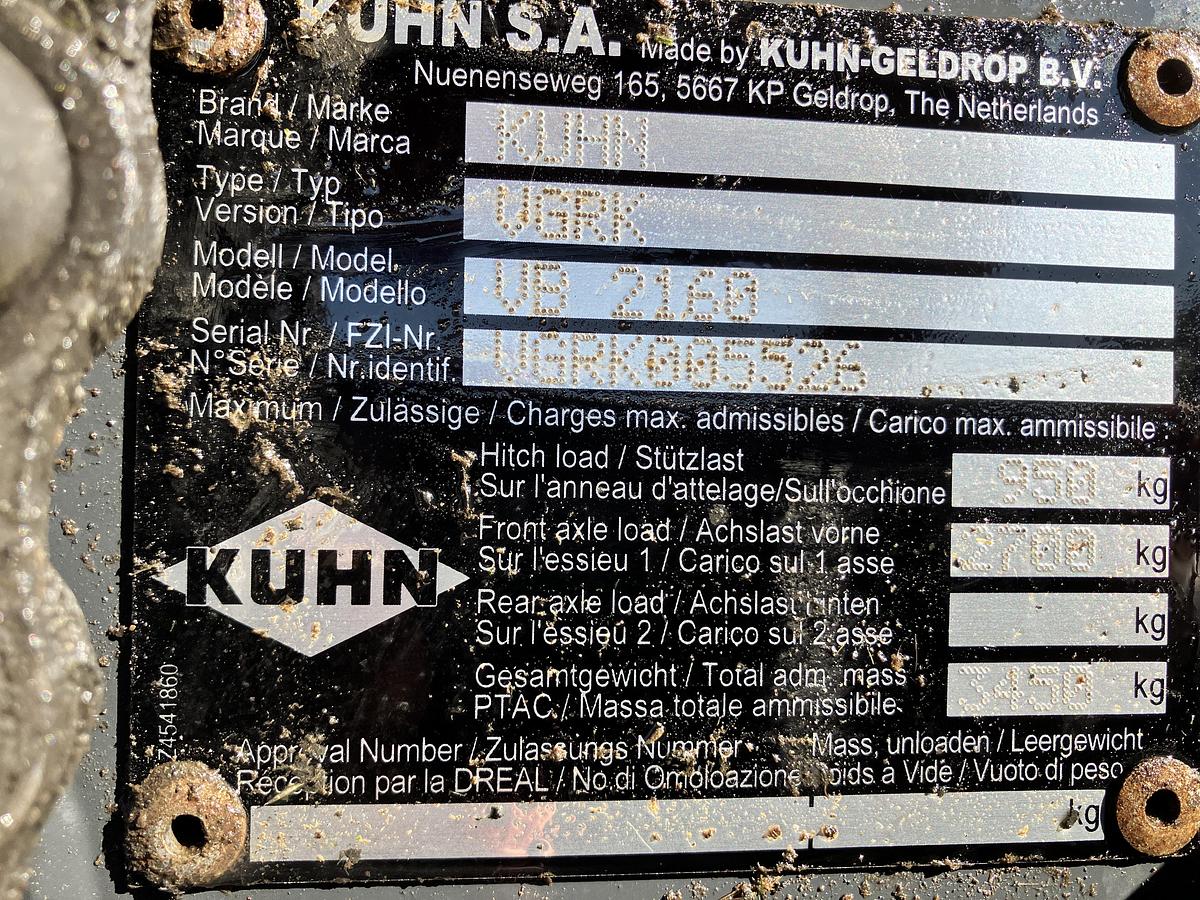 KUHN S.A. Made by KUHN-GELDROP B.V.
Nuenenseweg 165, 5667 KP Geldrop, The Netherlands
Brand / Marke
Marque / Marca
KUHN
Type / Typ
Version / Tipo
VGRK
Modell / Model
Modèle / Modello
VB 2160
Serial Nr. / FZI-Nr.
N°Série / Nr.identif.
VGRK005526
Maximum / Zulässige / Charges max. admissibles / Carico max. ammissibile :
Hitch load / Stützlast
Sur l'anneau d'attelage/Sull'occhione
950 kg
Front axle load / Achslast vorne
Sur l'essieu 1 / Carico sul 1 asse
2700 kg
Rear axle load / Achslast hinten
Sur l'essieu 2 / Carico sul 2 asse
kg
Gesamtgewicht / Total adm. mass
PTAC / Massa totale ammissibile
3650 kg
KUHN
Z45411860
Approval Number / Zulassungs Nummer
Réception par la DREAL / No.di Omoloazione
Mass, unloaden / Leergewicht
Poids a Vide / Vuoto di peso
kg